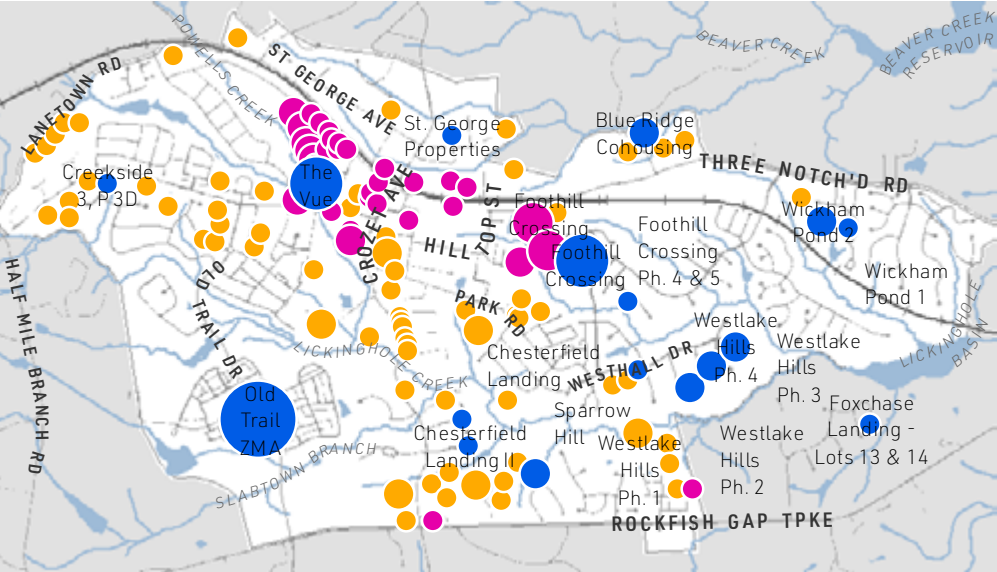 POWELLS CREEK
BEAVER CREEK
BEAVER CREEK
RESERVOIR
LANETOWN RD
ST GEORGE AVE
St. George
Properties
Blue Ridge
Cohousing
THREE NOTCH'D RD
Creekside
3, P 3D
The
Vue
CROZET AVE
HILL
7OP ST
Foothill
Crossing
Foothill
Crossing
Foothill
Crossing
Ph. 4 & 5
Wickham
Pond 2
Wickham
Pond 1
HALF MILE BRANCH RD
OLD
TRAIL DR
PARK RD
LICKINGHOLE CREEK
LICKINGHOLE
BASIN
Chesterfield
Landing
WESTHALL DR
Westlake
Hills
Ph. 4
Westlake
Hills
Ph. 3
Old
Trail
ZMA
SLABTOWN BRANCH
Chesterfield
Landing II
Sparrow
Hill
Westlake
Hills
Ph. 1
Westlake
Hills
Ph. 2
Foxchase
Landing -
Lots 13 & 14
ROCKFISH GAP TPKE